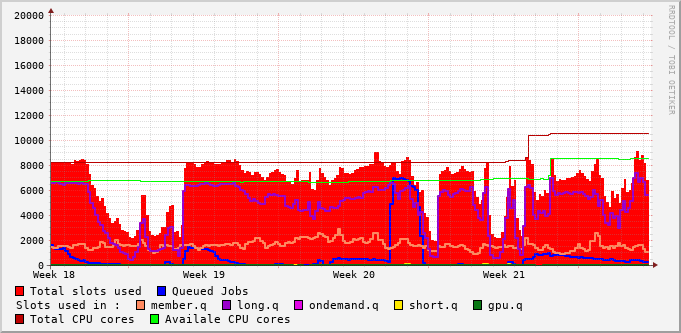 20000
18000
16000
14000
12000
10000
8000
6000
4000
2000
0
Week 18 Week 19 Week 20 Week 21
Total slots used Queued Jobs
Slots used in : member.q long.q ondemand.q short.q gpu.q
Total CPU cores Availale CPU cores
RRDTOOL / TOBI OETIKER